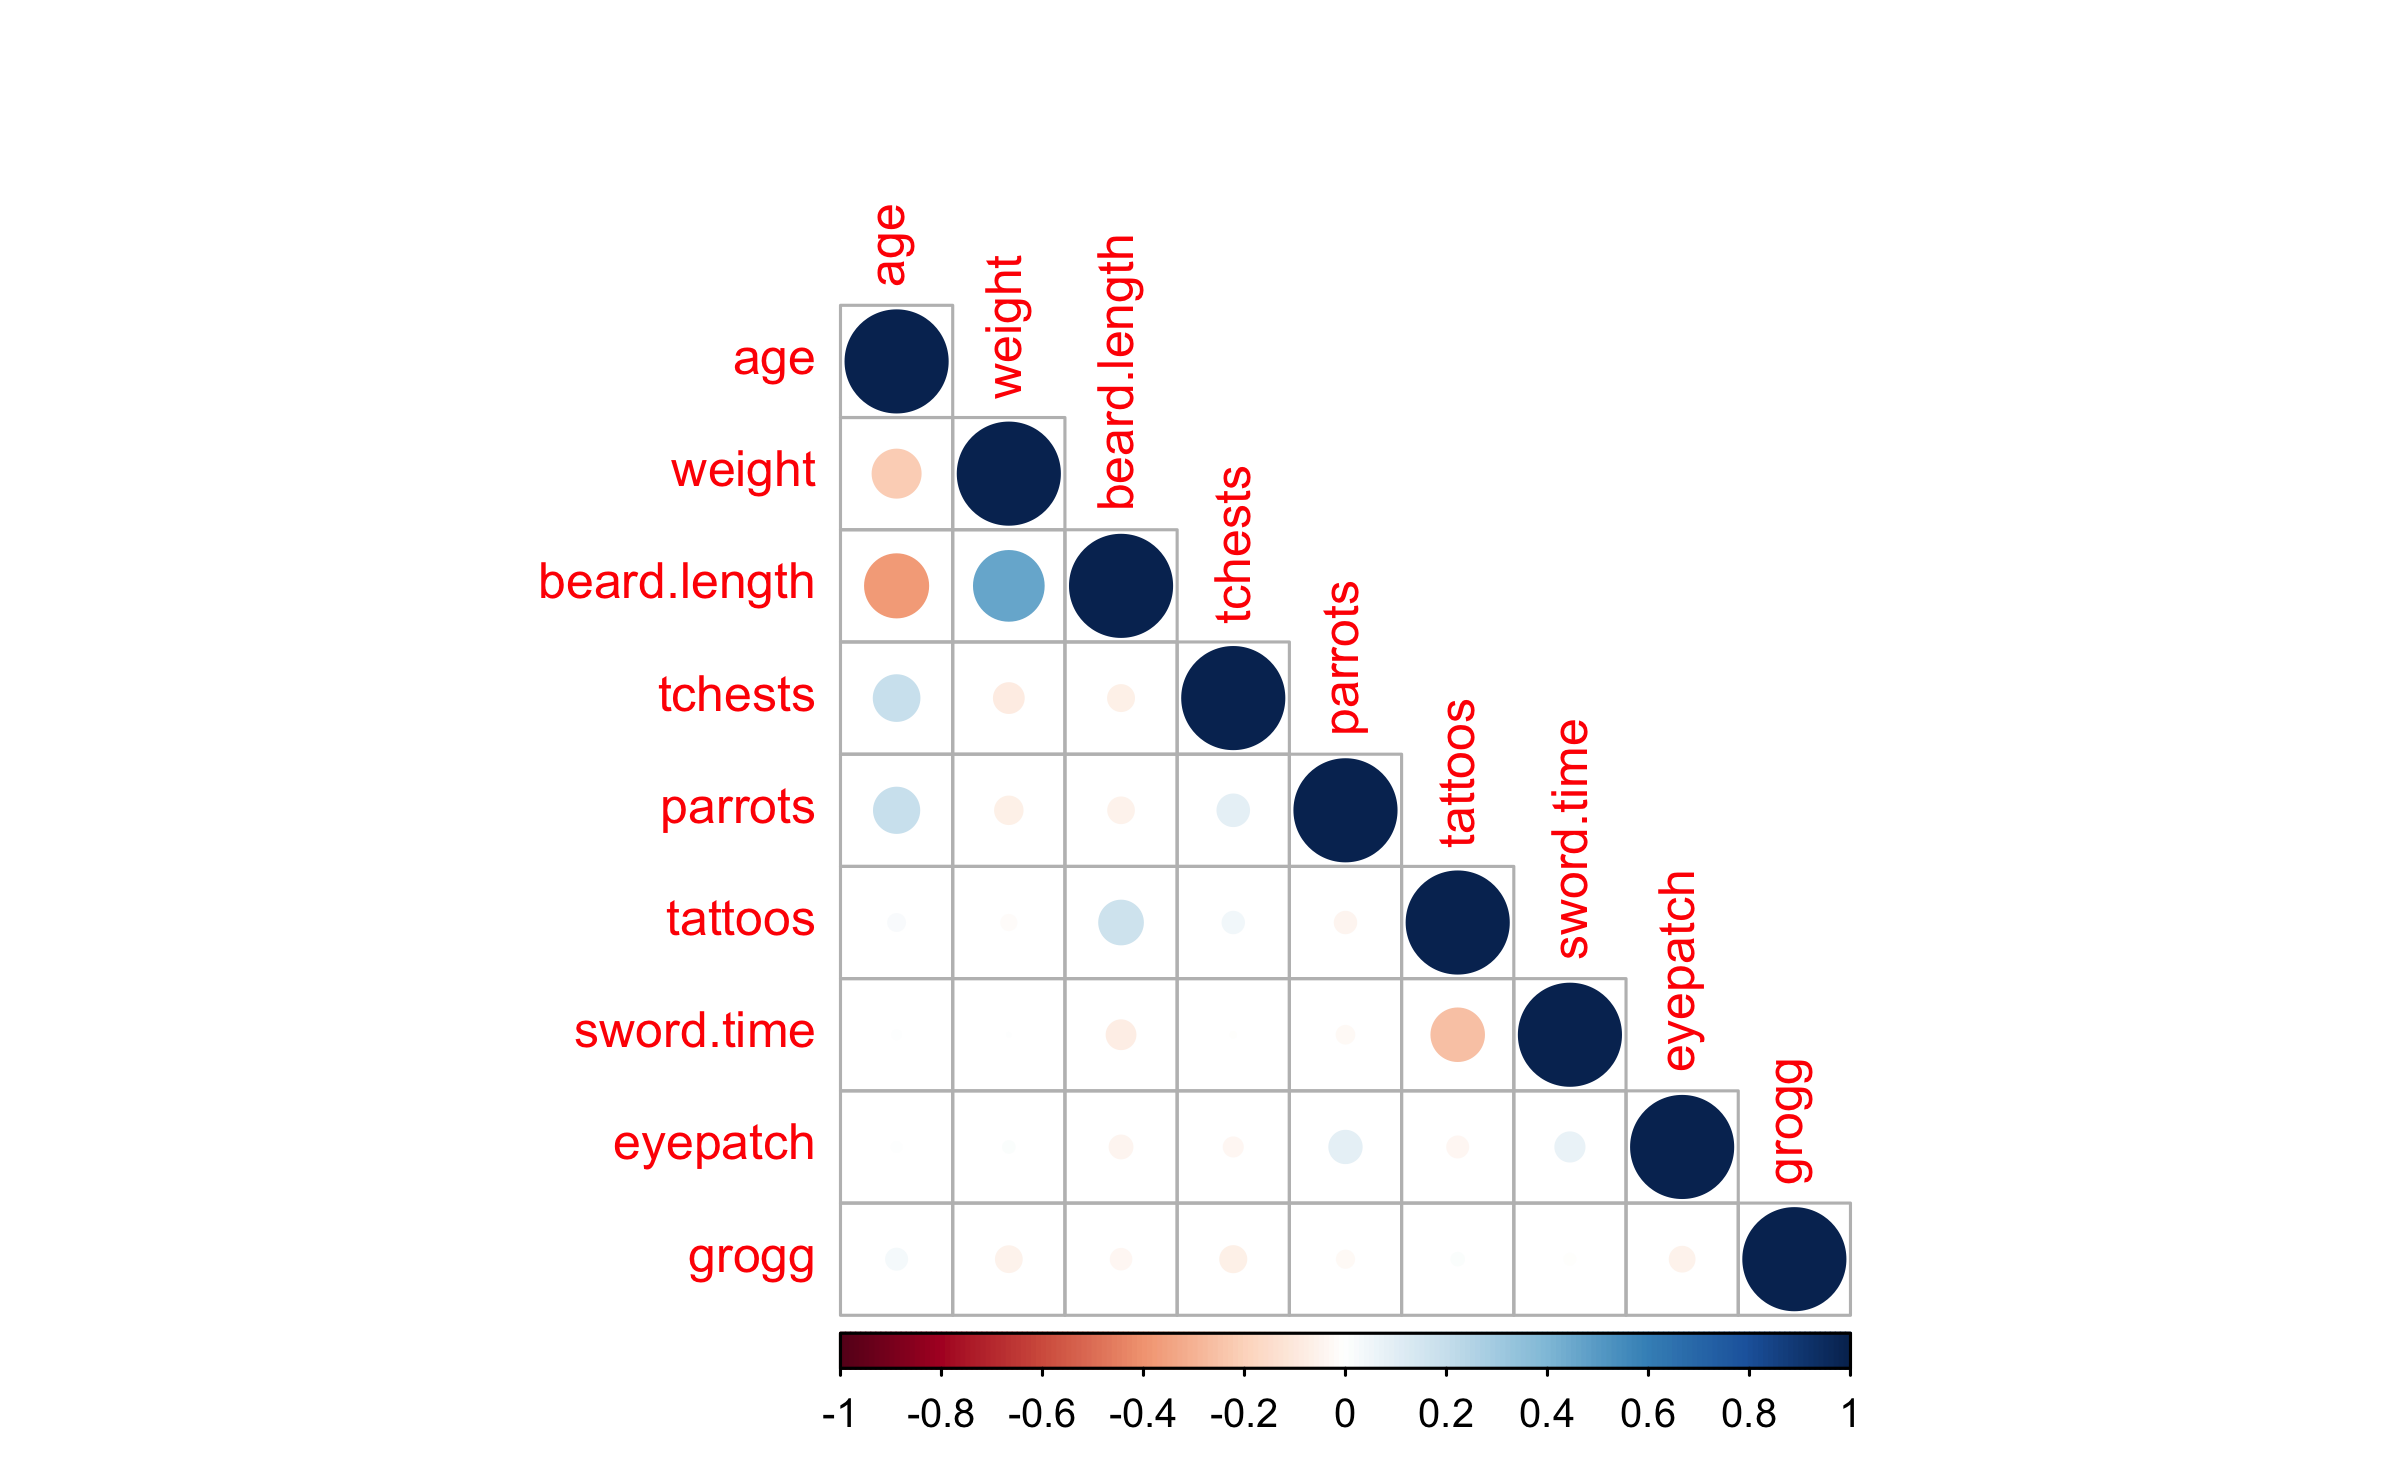 age
weight
beard.length
tchests
parrots
tattoos
sword.time
eyepatch
grogg
age
weight
beard.length
tchests
parrots
tattoos
sword.time
eyepatch
grogg
-1 -0.8 -0.6 -0.4 -0.2 0 0.2 0.4 0.6 0.8 1